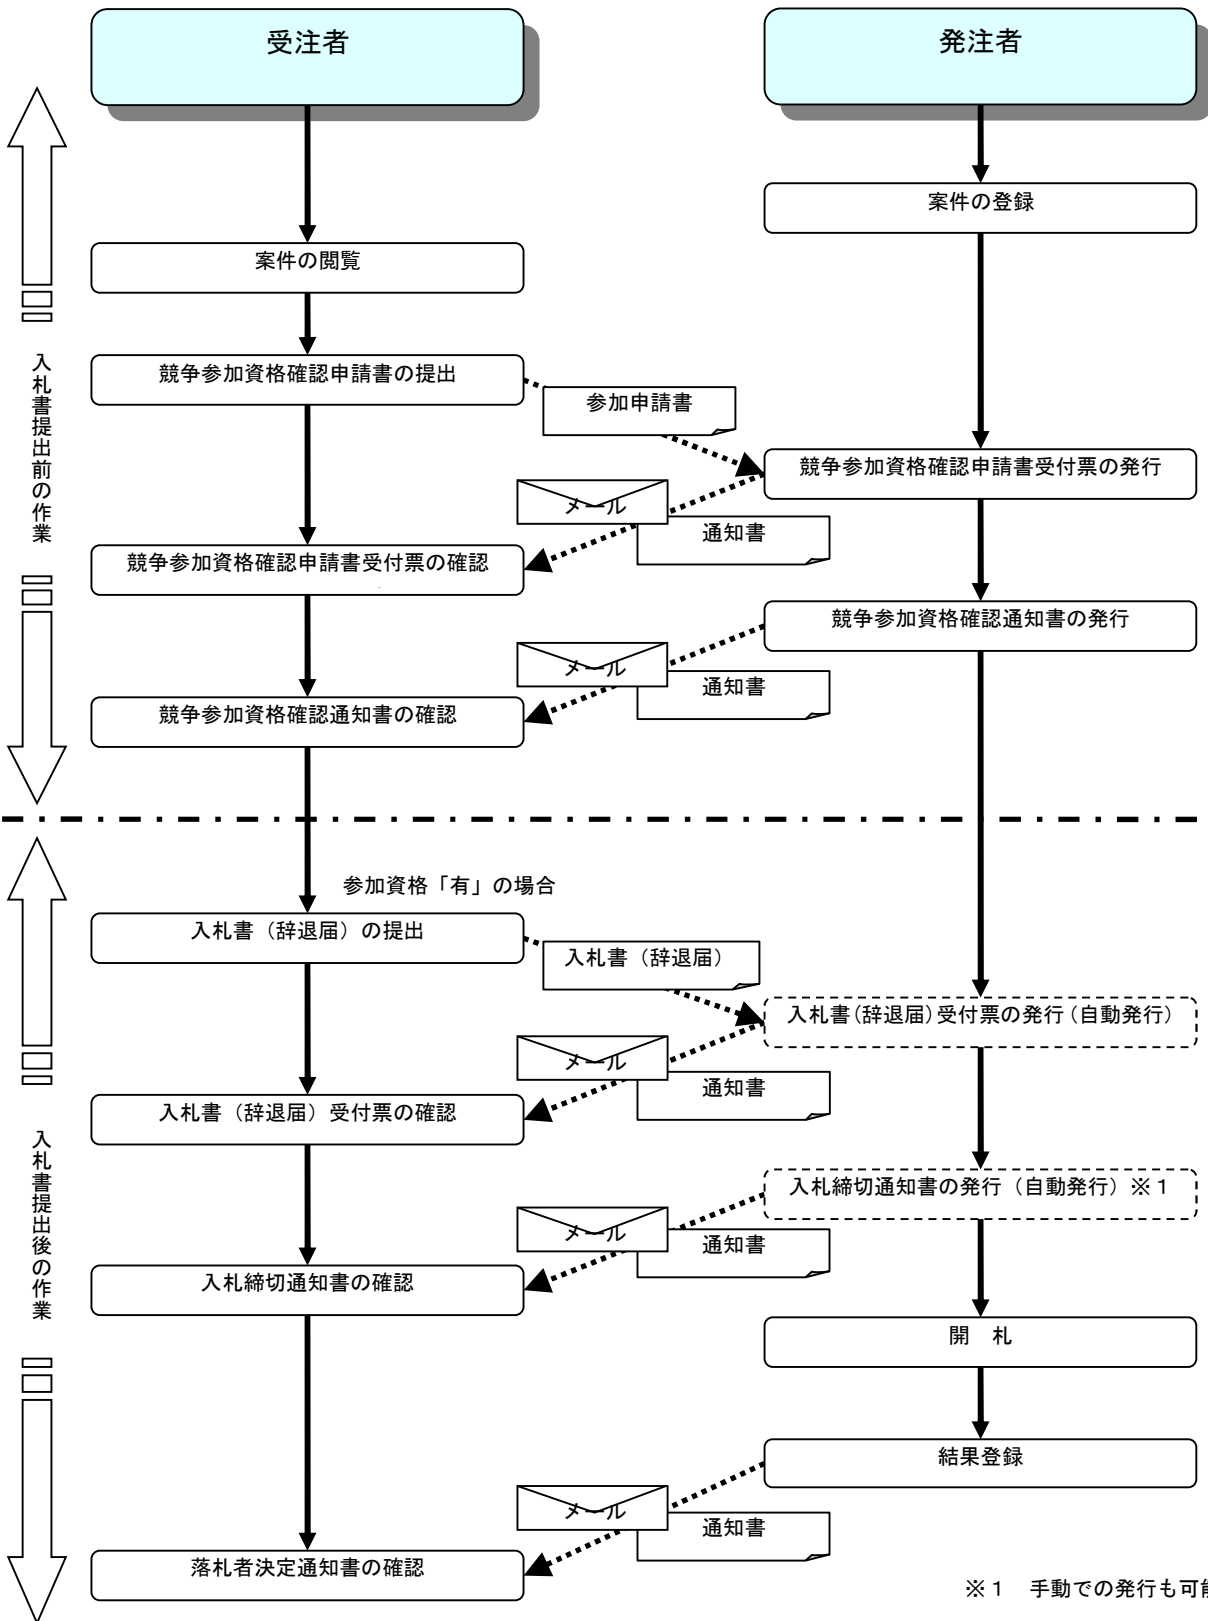 受注者
発注者
案件の登録
案件の閲覧
入札書提出前の作業
競争参加資格確認申請書の提出
参加申請書
競争参加資格確認申請書受付票の発行
メール
通知書
競争参加資格確認申請書受付票の確認
競争参加資格確認通知書の発行
メール
通知書
競争参加資格確認通知書の確認
参加資格「有」の場合
入札書（辞退届）の提出
入札書（辞退届）
入札書(辞退届)受付票の発行(自動発行)
メール
通知書
入札書（辞退届）受付票の確認
入札書提出後の作業
入札締切通知書の発行（自動発行）※１
メール
通知書
入札締切通知書の確認
開　札
結果登録
メール
通知書
落札者決定通知書の確認
※１　手動での発行も可能